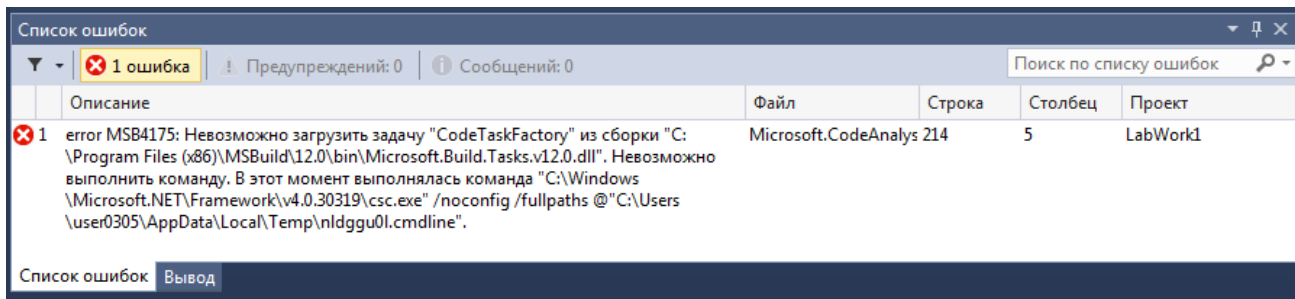 Список ошибок
1 ошибка Предупреждений: 0 Сообщений: 0 Поиск по списку ошибок
Описание Файл Строка Столбец Проект
1 error MSB4175: Невозможно загрузить задачу "CodeTaskFactory" из сборки "C: Microsoft.CodeAnalys 214 5 LabWork1
\Program Files (x86)\MSBuild\12.0\bin\Microsoft.Build.Tasks.v12.0.dll". Невозможно
выполнить команду. В этот момент выполнялась команда "C:\Windows
\Microsoft.NET\Framework\v4.0.30319\csc.exe" /noconfig /fullpaths @"C:\Users
\user0305\AppData\Local\Temp\nldggu0l.cmdline".
Список ошибок Вывод